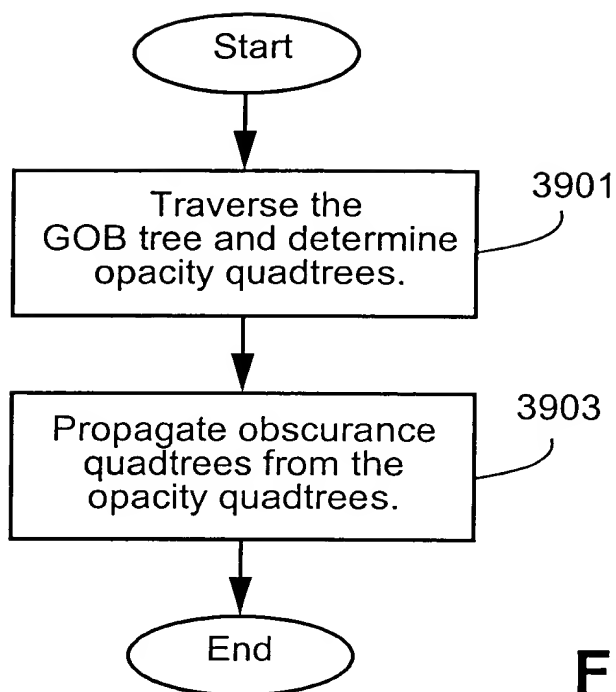 Start
Traverse the
GOB tree and determine
opacity quadtrees.
3901
Propagate obscurance
quadtrees from the
opacity quadtrees.
3903
End
F